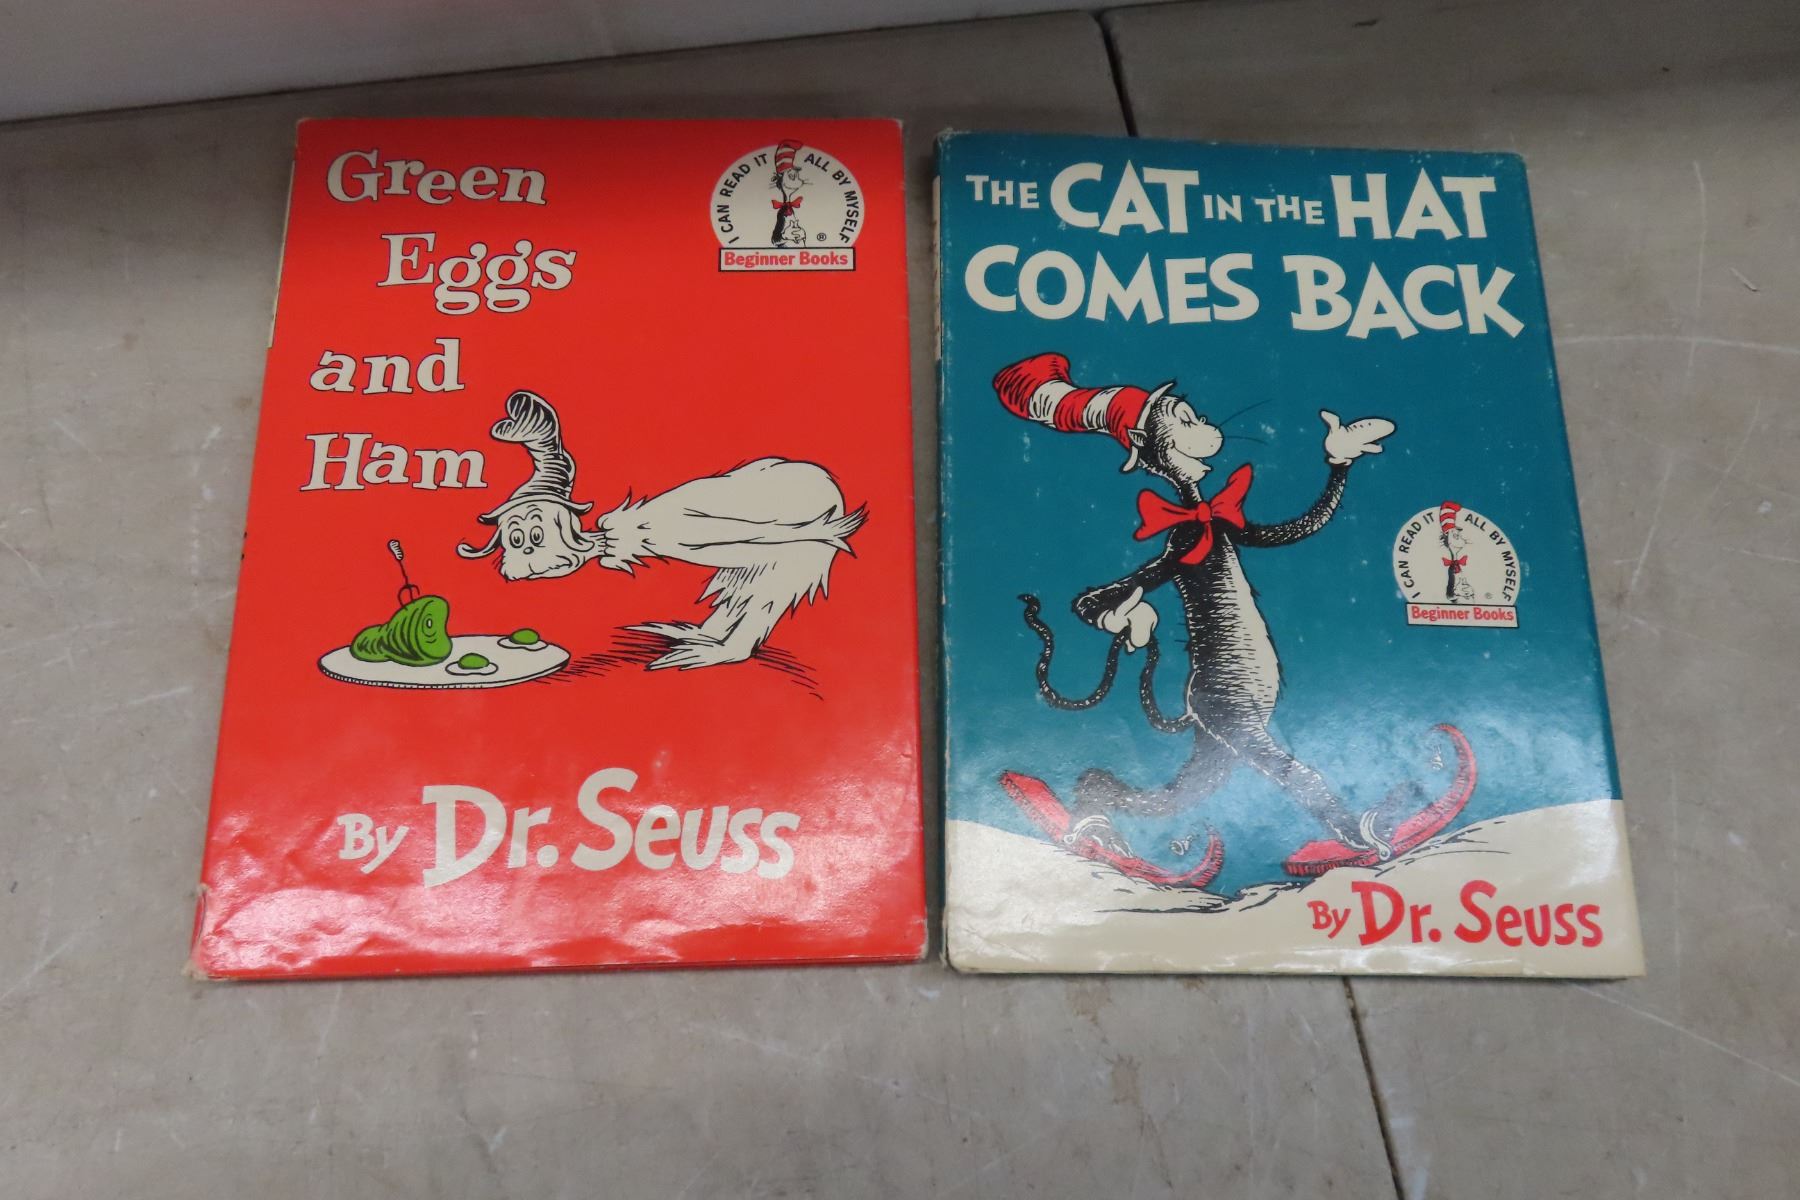 Green
Eggs
and
Ham
I CAN READ IT ALL BY MYSELF
®
Beginner Books
By Dr. Seuss
THE CAT IN THE HAT
COMES BACK
I CAN READ IT ALL BY MYSELF
®
Beginner Books
By Dr. Seuss